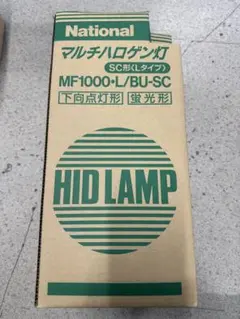 National
マルチハロゲン灯
SC形(Lタイプ)
MF1000・L/BU-SC
下向点灯形 蛍光形
HID LAMP